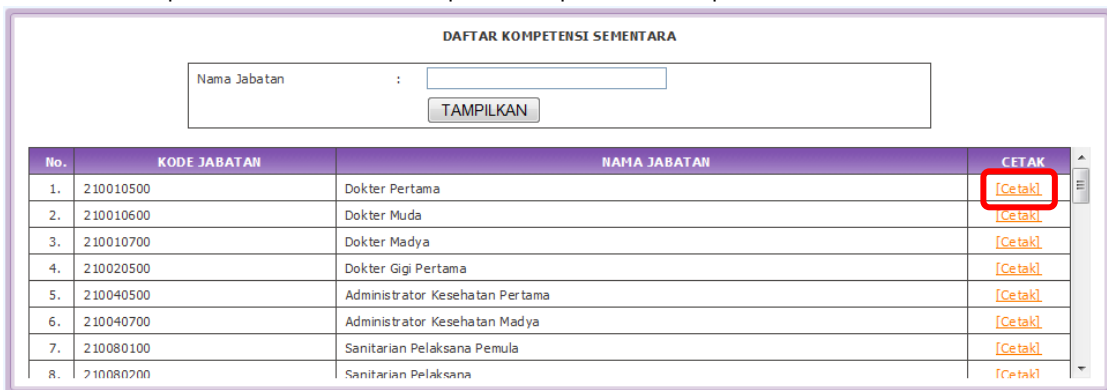 DAFTAR KOMPETENSI SEMENTARA
Nama Jabatan :
TAMPILKAN
No. KODE JABATAN NAMA JABATAN CETAK
1. 210010500 Dokter Pertama [Cetak]
2. 210010600 Dokter Muda [Cetak]
3. 210010700 Dokter Madya [Cetak]
4. 210020500 Dokter Gigi Pertama [Cetak]
5. 210040500 Administrator Kesehatan Pertama [Cetak]
6. 210040700 Administrator Kesehatan Madya [Cetak]
7. 210080100 Sanitarian Pelaksana Pemula [Cetak]
8. 210080200 Sanitarian Pelaksana [Cetak]